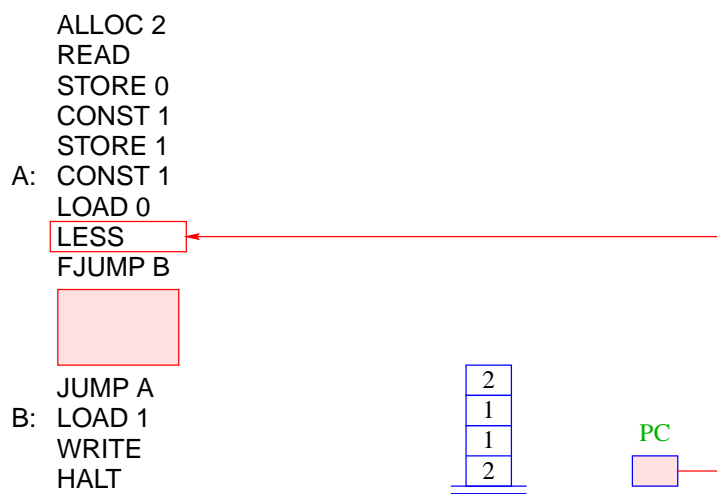 ALLOC 2
READ
STORE 0
CONST 1
STORE 1
A: CONST 1
LOAD 0
LESS
FJUMP B
JUMP A
B: LOAD 1
WRITE
HALT
2
1
1
2
PC